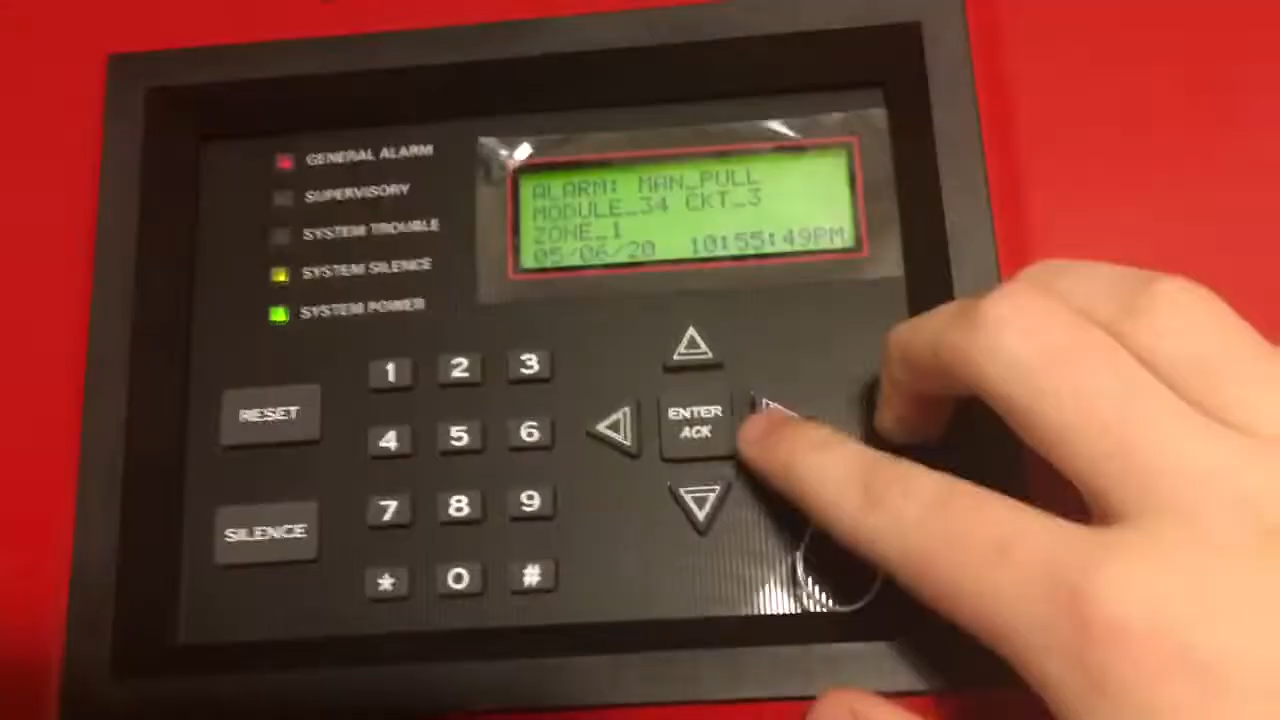 GENERAL ALARM
SUPERVISORY
SYSTEM TROUBLE
SYSTEM SILENCE
SYSTEM POWER
ALARM: MAN_PULL
MODULE_34 CKT_3
ZONE_1
05/06/20 10:55:49PM
RESET
SILENCE
1 2 3
4 5 6
7 8 9
* 0 #
ENTER
ACK